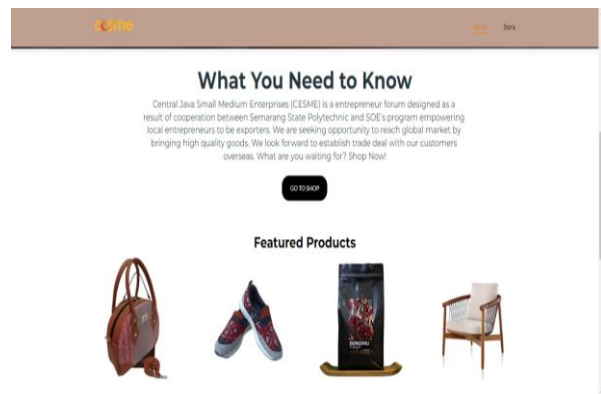 cesme
Home Store
What You Need to Know
Central Java Small Medium Enterprises (CESME) is a entrepreneur forum designed as a
result of cooperation between Semarang State Polytechnic and SOE's program empowering
local entrepreneurs to be exporters. We are seeking opportunity to reach global market by
bringing high quality goods. We look forward to establish trade deal with our customers
overseas. What are you waiting for? Shop Now!
GO TO SHOP
Featured Products